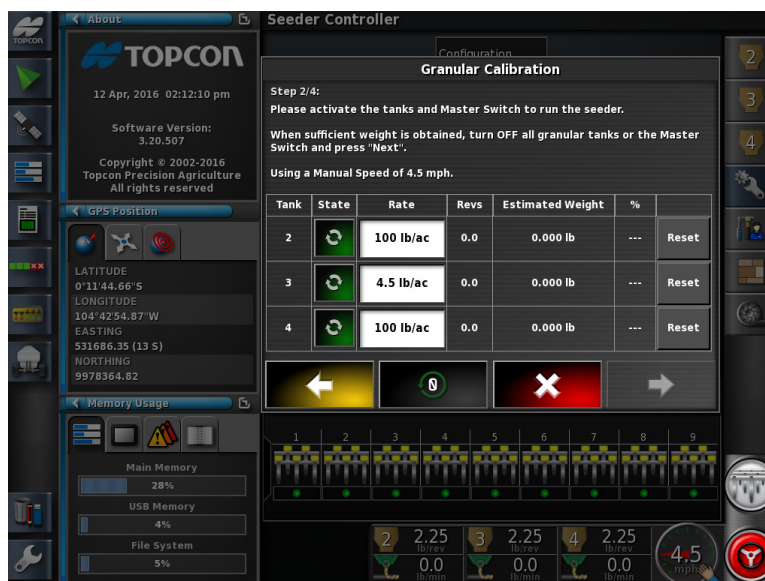 TOPCON
About
TOPCON
12 Apr, 2016  02:12:10 pm
Software Version:
3.20.507
Copyright © 2002-2016
Topcon Precision Agriculture
All rights reserved
GPS Position
LATITUDE
0°11'44.66"S
LONGITUDE
104°42'54.87"W
EASTING
531686.35 (13 S)
NORTHING
9978364.82
Memory Usage
Main Memory
28%
USB Memory
4%
File System
5%
Seeder Controller
Configuration
Granular Calibration
Step 2/4:
Please activate the tanks and Master Switch to run the seeder.
When sufficient weight is obtained, turn OFF all granular tanks or the Master
Switch and press "Next".
Using a Manual Speed of 4.5 mph.
Tank State Rate Revs Estimated Weight %
2 100 lb/ac 0.0 0.000 lb --- Reset
3 4.5 lb/ac 0.0 0.000 lb --- Reset
4 100 lb/ac 0.0 0.000 lb --- Reset
0
1 2 3 4 5 6 7 8 9
2 2.25 3 2.25 4 2.25
lb/rev lb/rev lb/rev
0.0 0.0 0.0
lb/min lb/min lb/min
4.5
mph
2
3
4